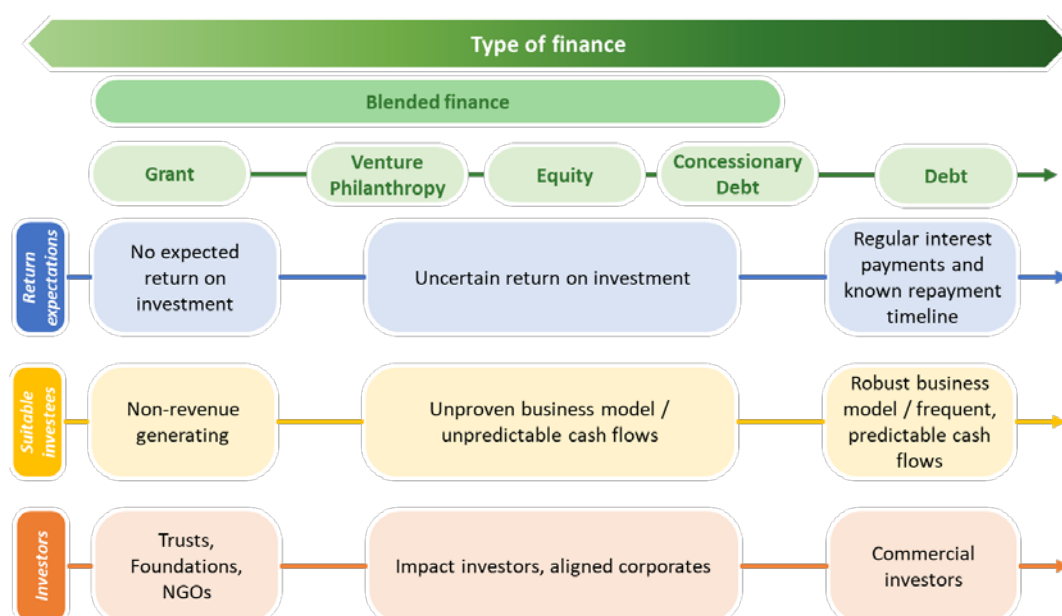 Type of finance
Blended finance
Grant
Venture
Philanthropy
Equity
Concessionary
Debt
Debt
Return
expectations
No expected
return on
investment
Uncertain return on investment
Regular interest
payments and
known repayment
timeline
Suitable
investees
Non-revenue
generating
Unproven business model /
unpredictable cash flows
Robust business
model / frequent,
predictable cash
flows
Investors
Trusts,
Foundations,
NGOs
Impact investors, aligned corporates
Commercial
investors